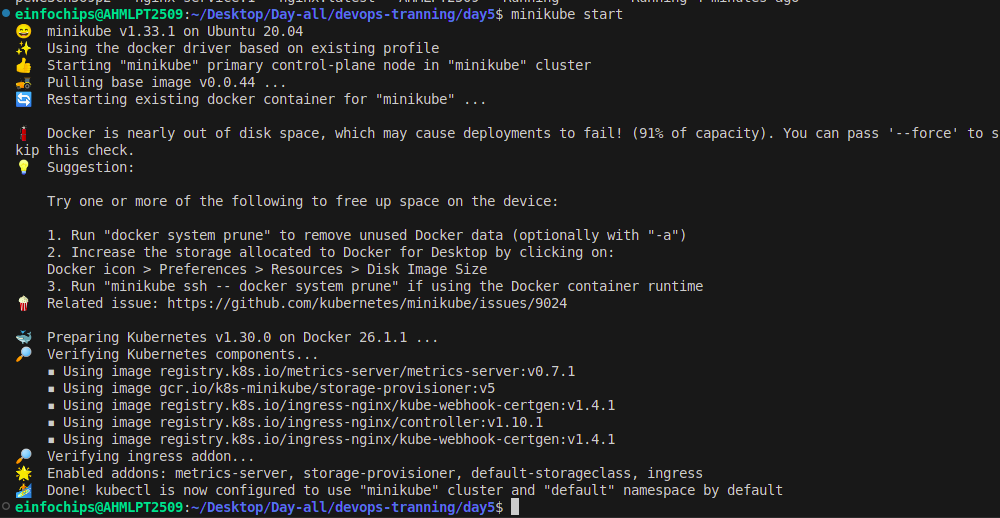 einfochips@AHMLPT2509:~/Desktop/Day-all/devops-tranning/day5$ minikube start
😄  minikube v1.33.1 on Ubuntu 20.04
✨  Using the docker driver based on existing profile
👍  Starting "minikube" primary control-plane node in "minikube" cluster
🚜  Pulling base image v0.0.44 ...
🔄  Restarting existing docker container for "minikube" ...
🧯  Docker is nearly out of disk space, which may cause deployments to fail! (91% of capacity). You can pass '--force' to s
kip this check.
💡  Suggestion:
Try one or more of the following to free up space on the device:
1. Run "docker system prune" to remove unused Docker data (optionally with "-a")
2. Increase the storage allocated to Docker for Desktop by clicking on:
Docker icon > Preferences > Resources > Disk Image Size
3. Run "minikube ssh -- docker system prune" if using the Docker container runtime
🍿  Related issue: https://github.com/kubernetes/minikube/issues/9024
🐳  Preparing Kubernetes v1.30.0 on Docker 26.1.1 ...
🔎  Verifying Kubernetes components...
▪ Using image registry.k8s.io/metrics-server/metrics-server:v0.7.1
▪ Using image gcr.io/k8s-minikube/storage-provisioner:v5
▪ Using image registry.k8s.io/ingress-nginx/kube-webhook-certgen:v1.4.1
▪ Using image registry.k8s.io/ingress-nginx/controller:v1.10.1
▪ Using image registry.k8s.io/ingress-nginx/kube-webhook-certgen:v1.4.1
🔎  Verifying ingress addon...
🌟  Enabled addons: metrics-server, storage-provisioner, default-storageclass, ingress
🏄  Done! kubectl is now configured to use "minikube" cluster and "default" namespace by default
einfochips@AHMLPT2509:~/Desktop/Day-all/devops-tranning/day5$